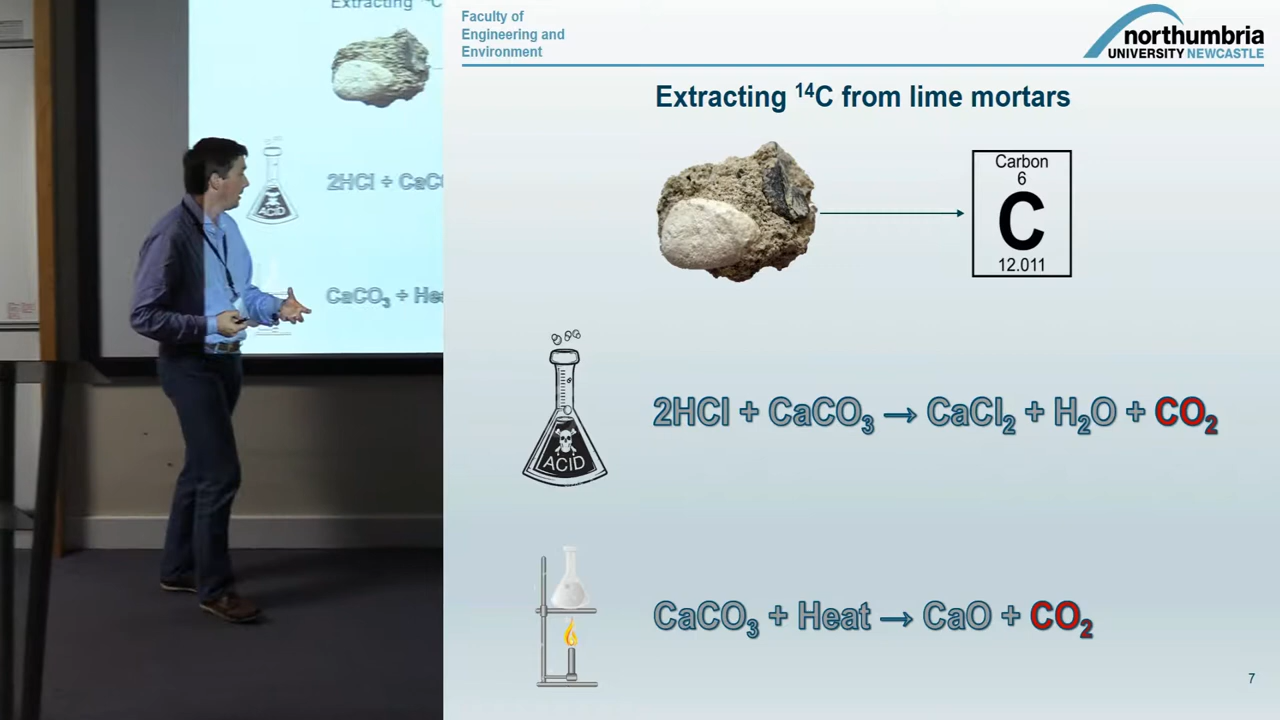 Extracting ¹⁴C
2HCl + CaC
CaCO₃ + He
ACID
Faculty of
Engineering and
Environment
northumbria
UNIVERSITY NEWCASTLE
Extracting ¹⁴C from lime mortars
Carbon
6
C
12.011
ACID
2HCl + CaCO₃ → CaCl₂ + H₂O + CO₂
CaCO₃ + Heat → CaO + CO₂
7